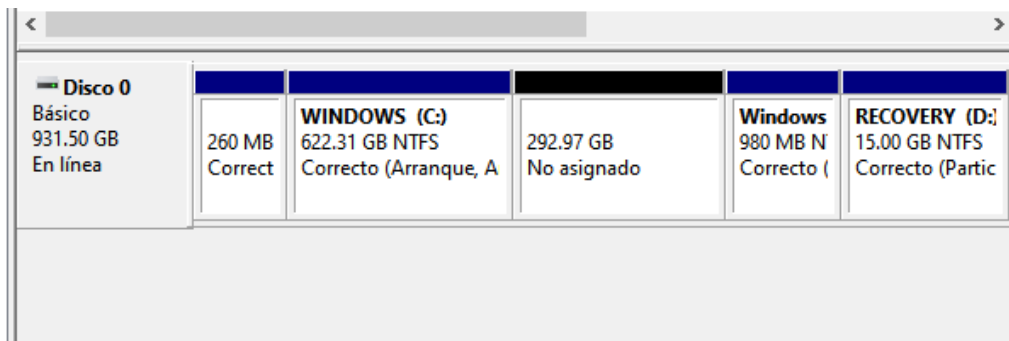 Disco 0
Básico
931.50 GB
En línea
260 MB
Correct
WINDOWS (C:)
622.31 GB NTFS
Correcto (Arranque, A
292.97 GB
No asignado
Windows
980 MB N
Correcto (
RECOVERY (D:)
15.00 GB NTFS
Correcto (Partic